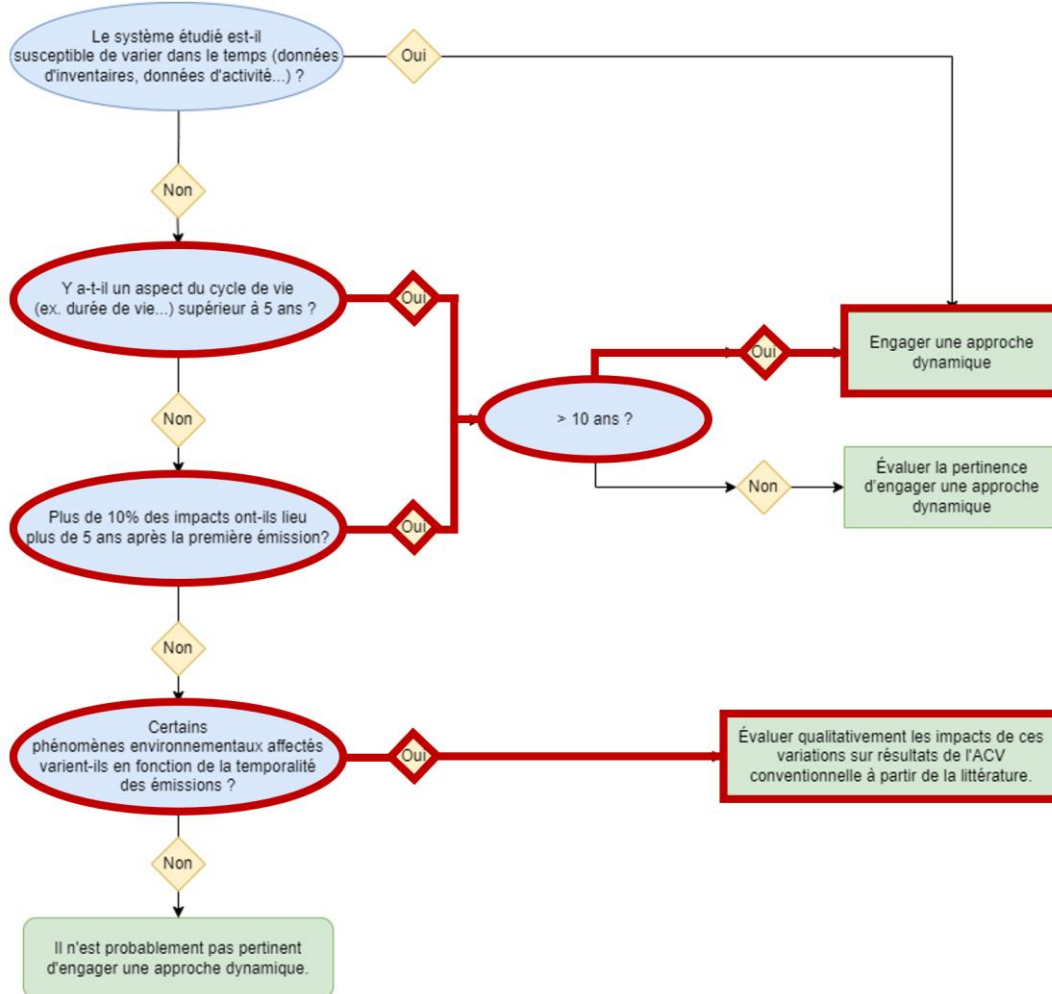 Le système étudié est-il
susceptible de varier dans le temps (données
d'inventaires, données d'activité...) ?
Oui
Non
Y a-t-il un aspect du cycle de vie
(ex. durée de vie...) supérieur à 5 ans ?
Oui
Oui
Engager une approche
dynamique
Non
> 10 ans ?
Non
Évaluer la pertinence
d'engager une approche
dynamique
Plus de 10% des impacts ont-ils lieu
plus de 5 ans après la première émission?
Oui
Non
Certains
phénomènes environnementaux affectés
varient-ils en fonction de la temporalité
des émissions ?
Oui
Évaluer qualitativement les impacts de ces
variations sur résultats de l'ACV
conventionnelle à partir de la littérature.
Non
Il n'est probablement pas pertinent
d'engager une approche dynamique.